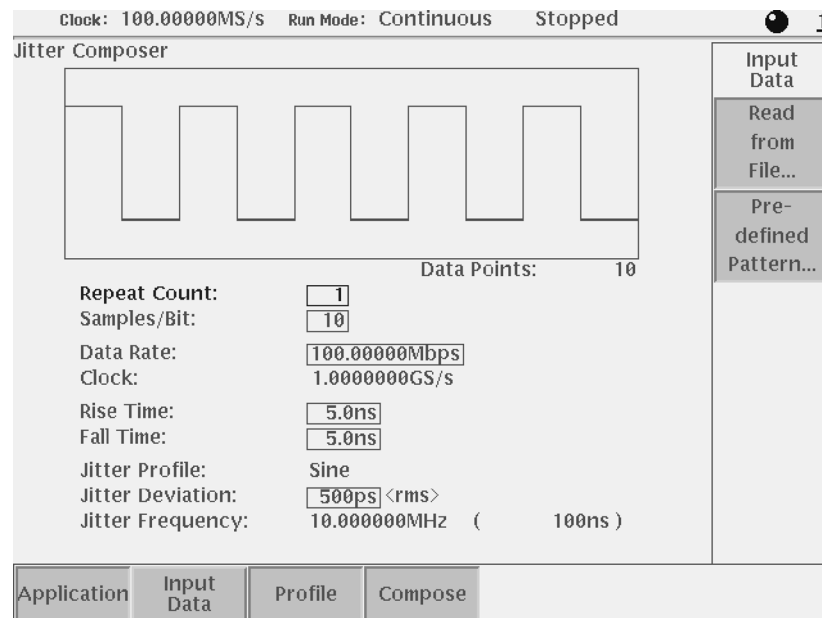 Clock: 100.00000MS/s Run Mode: Continuous Stopped
Jitter Composer
Data Points: 10
Repeat Count: 1
Samples/Bit: 10
Data Rate: 100.00000Mbps
Clock: 1.0000000GS/s
Rise Time: 5.0ns
Fall Time: 5.0ns
Jitter Profile: Sine
Jitter Deviation: 500ps <rms>
Jitter Frequency: 10.000000MHz ( 100ns )
Input
Data
Read
from
File...
Pre-
defined
Pattern...
Application
Input
Data
Profile
Compose